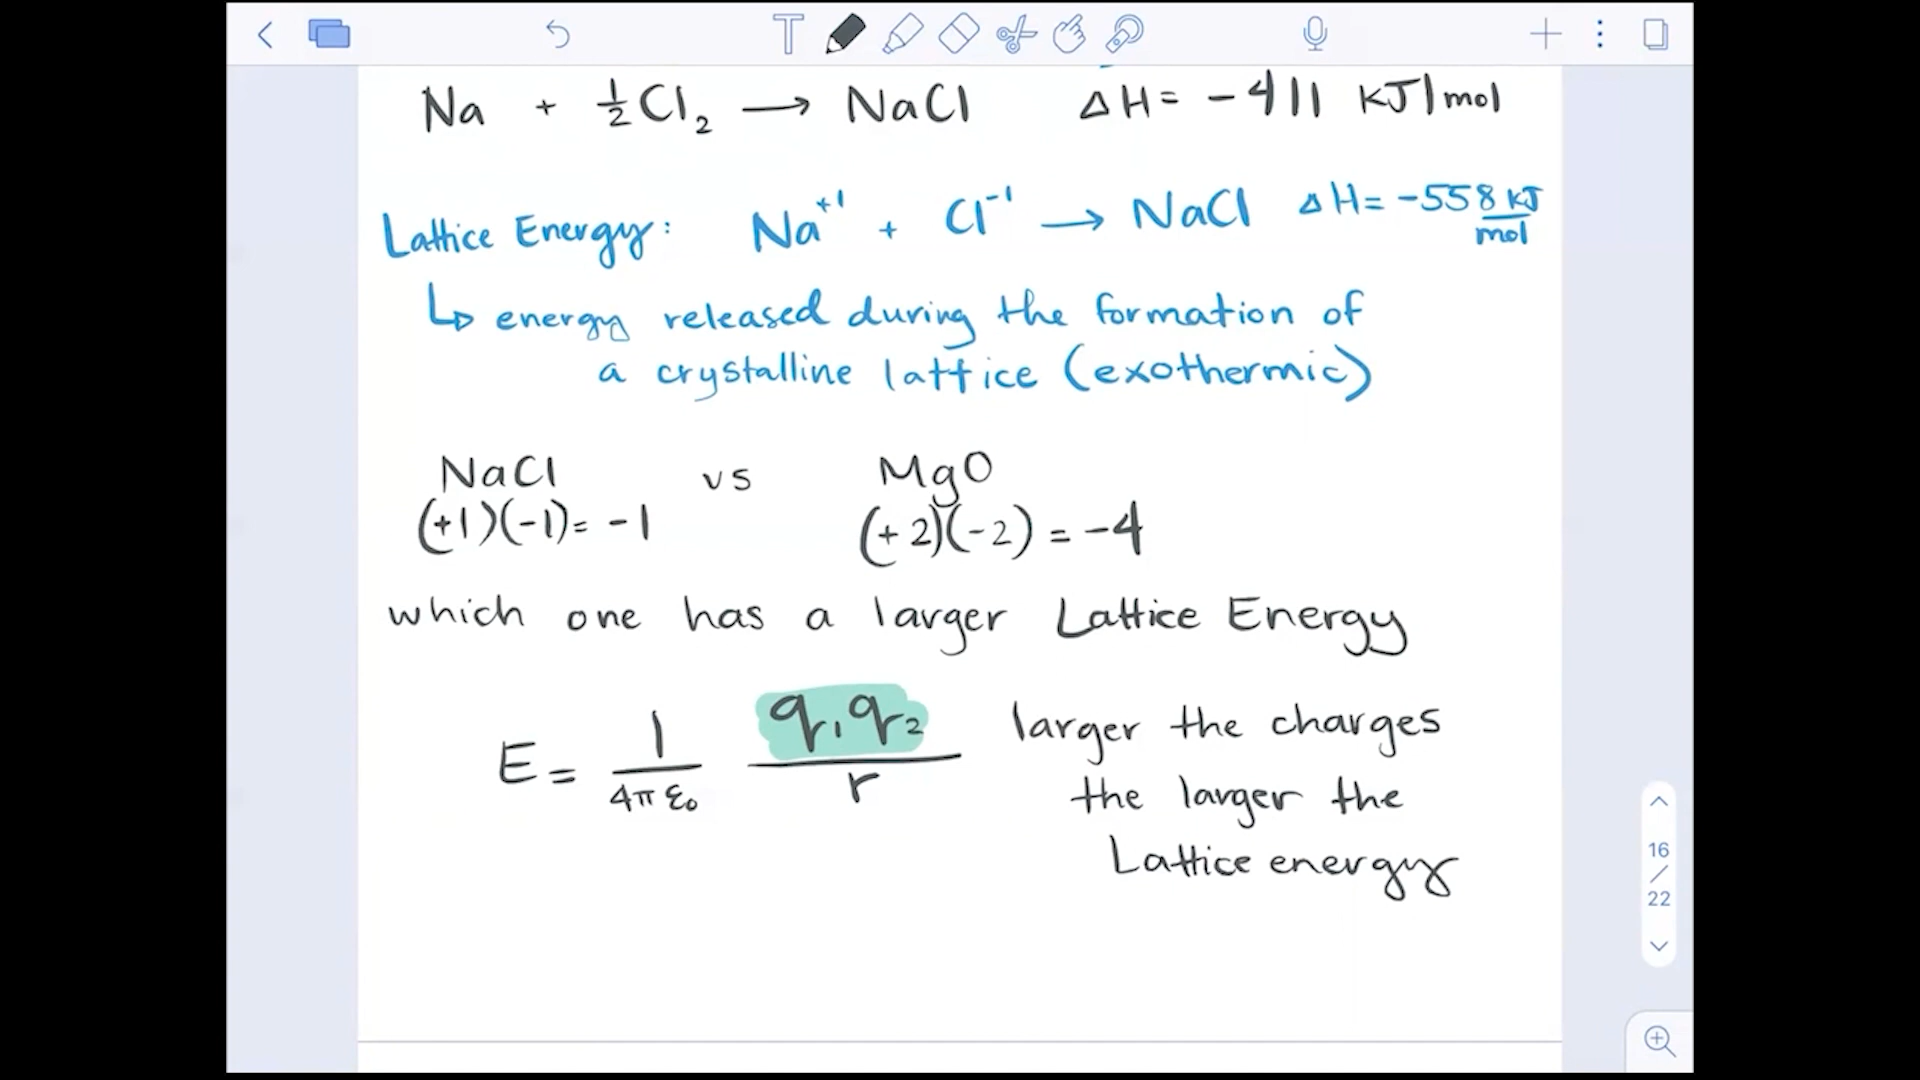 Na + ½Cl₂ → NaCl ΔH = -411 KJ/mol
Lattice Energy: Na⁺¹ + Cl⁻¹ → NaCl ΔH = -558 kJ/mol
↳ energy released during the formation of
a crystalline lattice (exothermic)
NaCl vs MgO
(+1)(-1) = -1 (+2)(-2) = -4
which one has a larger Lattice Energy
E = 1/4πε₀ q₁q₂/r larger the charges
the larger the
Lattice energy
16
/
22